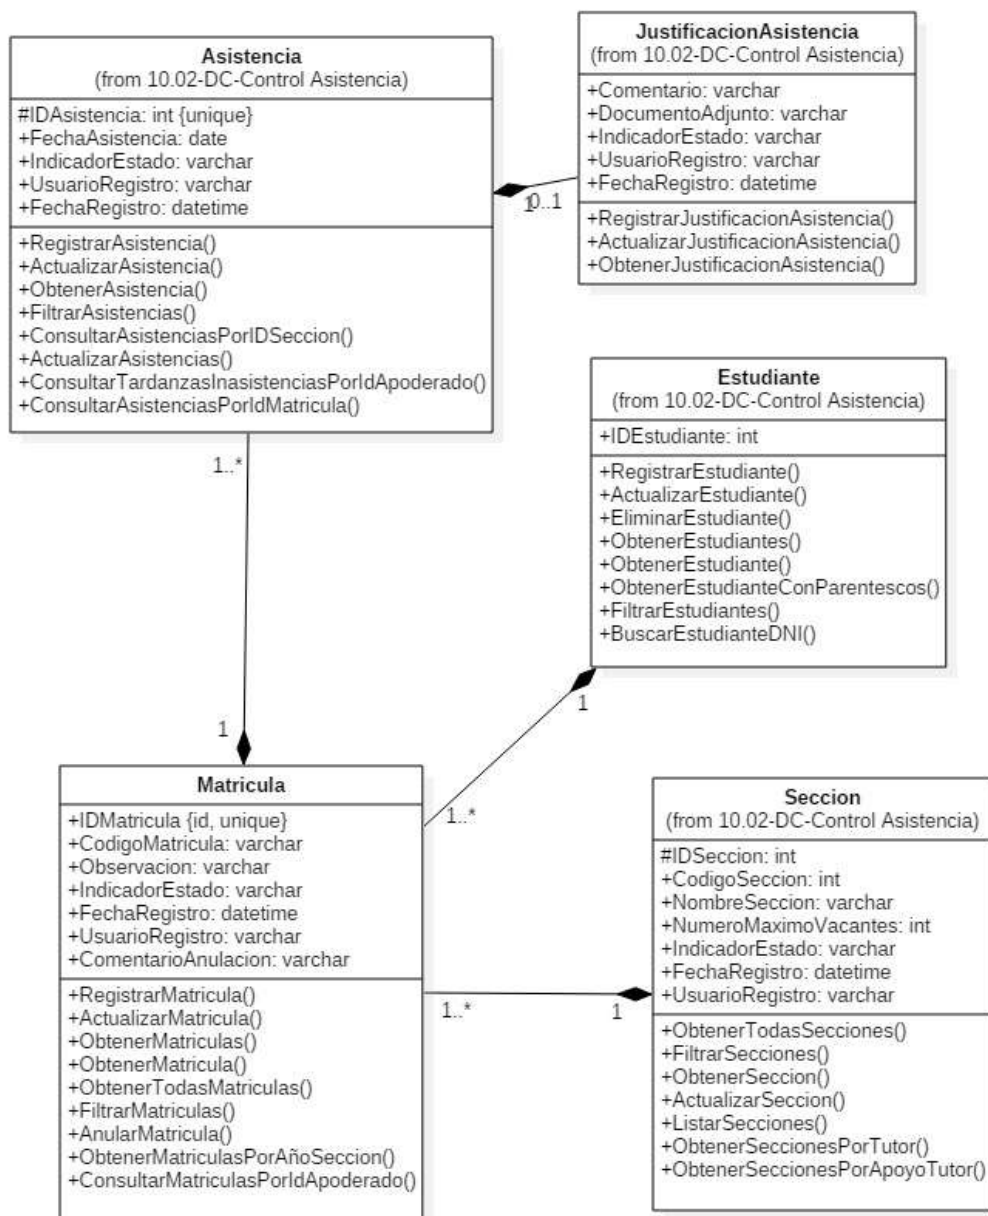 Asistencia
(from 10.02-DC-Control Asistencia)
#IDAsistencia: int {unique}
+FechaAsistencia: date
+IndicadorEstado: varchar
+UsuarioRegistro: varchar
+FechaRegistro: datetime
+RegistrarAsistencia()
+ActualizarAsistencia()
+ObtenerAsistencia()
+FiltrarAsistencias()
+ConsultarAsistenciasPorIDSeccion()
+ActualizarAsistencias()
+ConsultarTardanzasInasistenciasPorIdApoderado()
+ConsultarAsistenciasPorIdMatricula()
JustificacionAsistencia
(from 10.02-DC-Control Asistencia)
+Comentario: varchar
+DocumentoAdjunto: varchar
+IndicadorEstado: varchar
+UsuarioRegistro: varchar
+FechaRegistro: datetime
+RegistrarJustificacionAsistencia()
+ActualizarJustificacionAsistencia()
+ObtenerJustificacionAsistencia()
1
0..1
Estudiante
(from 10.02-DC-Control Asistencia)
+IDEstudiante: int
+RegistrarEstudiante()
+ActualizarEstudiante()
+EliminarEstudiante()
+ObtenerEstudiantes()
+ObtenerEstudiante()
+ObtenerEstudianteConParentescos()
+FiltrarEstudiantes()
+BuscarEstudianteDNI()
1..*
1
1
1..*
Matricula
+IDMatricula {id, unique}
+CodigoMatricula: varchar
+Observacion: varchar
+IndicadorEstado: varchar
+FechaRegistro: datetime
+UsuarioRegistro: varchar
+ComentarioAnulacion: varchar
+RegistrarMatricula()
+ActualizarMatricula()
+ObtenerMatriculas()
+ObtenerMatricula()
+ObtenerTodasMatriculas()
+FiltrarMatriculas()
+AnularMatricula()
+ObtenerMatriculasPorAñoSeccion()
+ConsultarMatriculasPorIdApoderado()
1..*
1
Seccion
(from 10.02-DC-Control Asistencia)
#IDSeccion: int
+CodigoSeccion: int
+NombreSeccion: varchar
+NumeroMaximoVacantes: int
+IndicadorEstado: varchar
+FechaRegistro: datetime
+UsuarioRegistro: varchar
+ObtenerTodasSecciones()
+FiltrarSecciones()
+ObtenerSeccion()
+ActualizarSeccion()
+ListarSecciones()
+ObtenerSeccionesPorTutor()
+ObtenerSeccionesPorApoyoTutor()